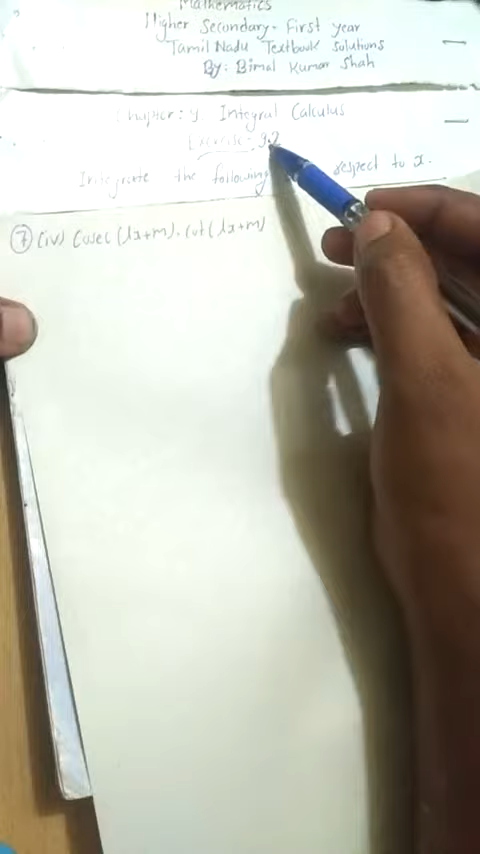 Mathematics
Higher Secondary - First year
Tamil Nadu Textbook Solutions
By: Bimal Kumar Shah
Chapter: 9 Integral Calculus
Exercise - 9.2
Integrate the following respect to x.
7 (iv) Cosec (lx+m). cot (lx+m)